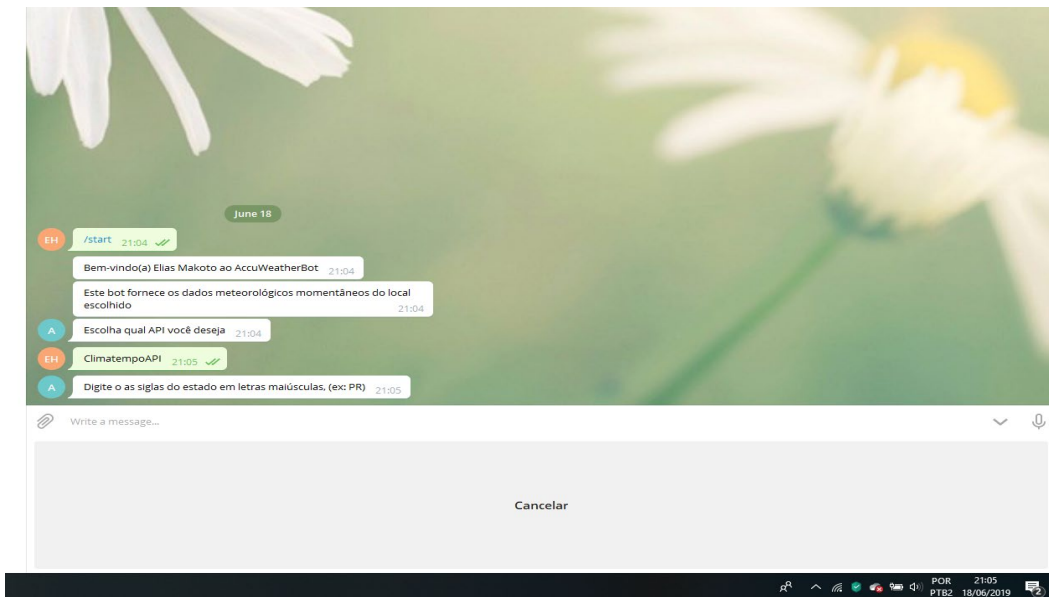 June 18
EH
/start 21:04
Bem-vindo(a) Elias Makoto ao AccuWeatherBot 21:04
Este bot fornece os dados meteorológicos momentâneos do local
escolhido 21:04
A
Escolha qual API você deseja 21:04
EH
ClimatempoAPI 21:05
A
Digite o as siglas do estado em letras maiúsculas, (ex: PR) 21:05
Write a message...
Cancelar
POR 21:05
PTB2 18/06/2019
2